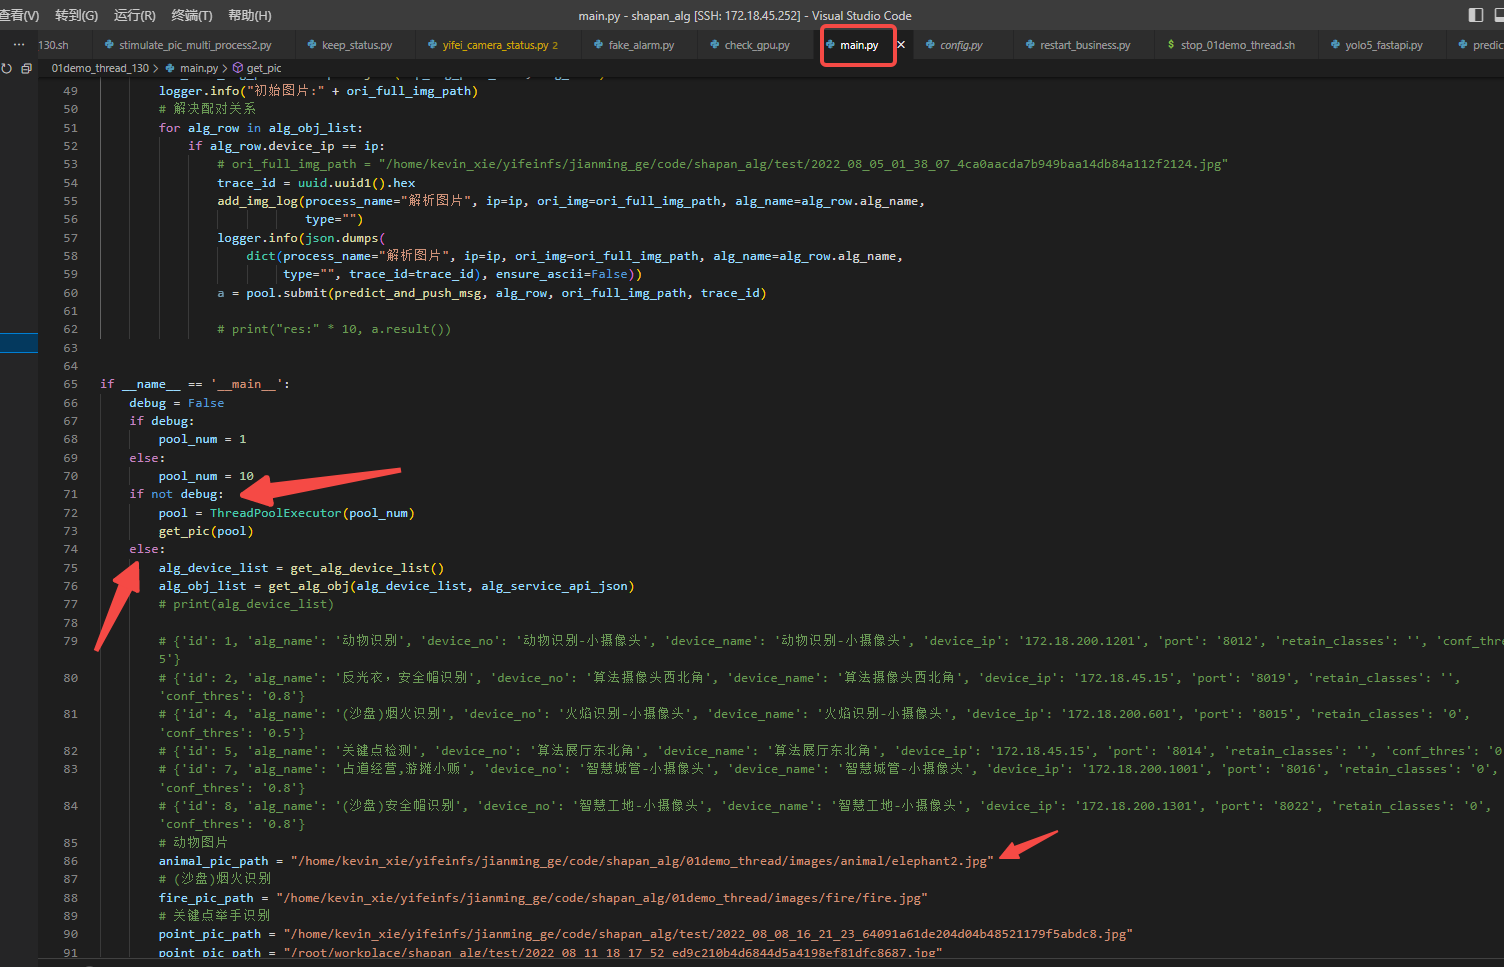 查看(V) 转到(G) 运行(R) 终端(T) 帮助(H) main.py - shapan_alg [SSH: 172.18.45.252] - Visual Studio Code
··· 130.sh stimulate_pic_multi_process2.py keep_status.py yifei_camera_status.py 2 fake_alarm.py check_gpu.py main.py × config.py restart_business.py $ stop_01demo_thread.sh yolo5_fastapi.py predic
01demo_thread_130 > main.py > get_pic
49 logger.info("初始图片:" + ori_full_img_path)
50 # 解决配对关系
51 for alg_row in alg_obj_list:
52 if alg_row.device_ip == ip:
53 # ori_full_img_path = "/home/kevin_xie/yifeinfs/jianming_ge/code/shapan_alg/test/2022_08_05_01_38_07_4ca0aacda7b949baa14db84a112f2124.jpg"
54 trace_id = uuid.uuid1().hex
55 add_img_log(process_name="解析图片", ip=ip, ori_img=ori_full_img_path, alg_name=alg_row.alg_name,
56 type="")
57 logger.info(json.dumps(
58 dict(process_name="解析图片", ip=ip, ori_img=ori_full_img_path, alg_name=alg_row.alg_name,
59 type="", trace_id=trace_id), ensure_ascii=False))
60 a = pool.submit(predict_and_push_msg, alg_row, ori_full_img_path, trace_id)
61
62 # print("res:" * 10, a.result())
63
64
65 if __name__ == '__main__':
66 debug = False
67 if debug:
68 pool_num = 1
69 else:
70 pool_num = 10
71 if not debug:
72 pool = ThreadPoolExecutor(pool_num)
73 get_pic(pool)
74 else:
75 alg_device_list = get_alg_device_list()
76 alg_obj_list = get_alg_obj(alg_device_list, alg_service_api_json)
77 # print(alg_device_list)
78
79 # {'id': 1, 'alg_name': '动物识别', 'device_no': '动物识别-小摄像头', 'device_name': '动物识别-小摄像头', 'device_ip': '172.18.200.1201', 'port': '8012', 'retain_classes': '', 'conf_thres': '0.
5'}
80 # {'id': 2, 'alg_name': '反光衣，安全帽识别', 'device_no': '算法摄像头西北角', 'device_name': '算法摄像头西北角', 'device_ip': '172.18.45.15', 'port': '8019', 'retain_classes': '',
'conf_thres': '0.8'}
81 # {'id': 4, 'alg_name': '(沙盘)烟火识别', 'device_no': '火焰识别-小摄像头', 'device_name': '火焰识别-小摄像头', 'device_ip': '172.18.200.601', 'port': '8015', 'retain_classes': '0',
'conf_thres': '0.5'}
82 # {'id': 5, 'alg_name': '关键点检测', 'device_no': '算法展厅东北角', 'device_name': '算法展厅东北角', 'device_ip': '172.18.45.15', 'port': '8014', 'retain_classes': '', 'conf_thres': '0
83 # {'id': 7, 'alg_name': '占道经营,游摊小贩', 'device_no': '智慧城管-小摄像头', 'device_name': '智慧城管-小摄像头', 'device_ip': '172.18.200.1001', 'port': '8016', 'retain_classes': '0',
'conf_thres': '0.8'}
84 # {'id': 8, 'alg_name': '(沙盘)安全帽识别', 'device_no': '智慧工地-小摄像头', 'device_name': '智慧工地-小摄像头', 'device_ip': '172.18.200.1301', 'port': '8022', 'retain_classes': '0',
'conf_thres': '0.8'}
85 # 动物图片
86 animal_pic_path = "/home/kevin_xie/yifeinfs/jianming_ge/code/shapan_alg/01demo_thread/images/animal/elephant2.jpg"
87 # (沙盘)烟火识别
88 fire_pic_path = "/home/kevin_xie/yifeinfs/jianming_ge/code/shapan_alg/01demo_thread/images/fire/fire.jpg"
89 # 关键点举手识别
90 point_pic_path = "/home/kevin_xie/yifeinfs/jianming_ge/code/shapan_alg/test/2022_08_08_16_21_23_64091a61de204d04b48521179f5abdc8.jpg"
91 point_pic_path = "/root/workplace/shapan_alg/test/2022_08_11_18_17_52_ed9c210b4d6844d5a4198ef81dfc8687.jpg"